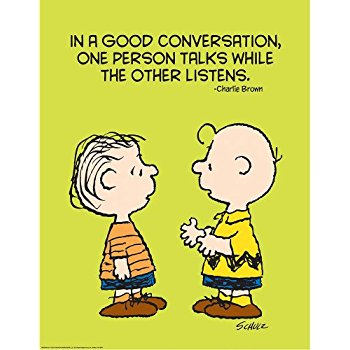 IN A GOOD CONVERSATION,
ONE PERSON TALKS WHILE
THE OTHER LISTENS.
-Charlie Brown
SCHULZ